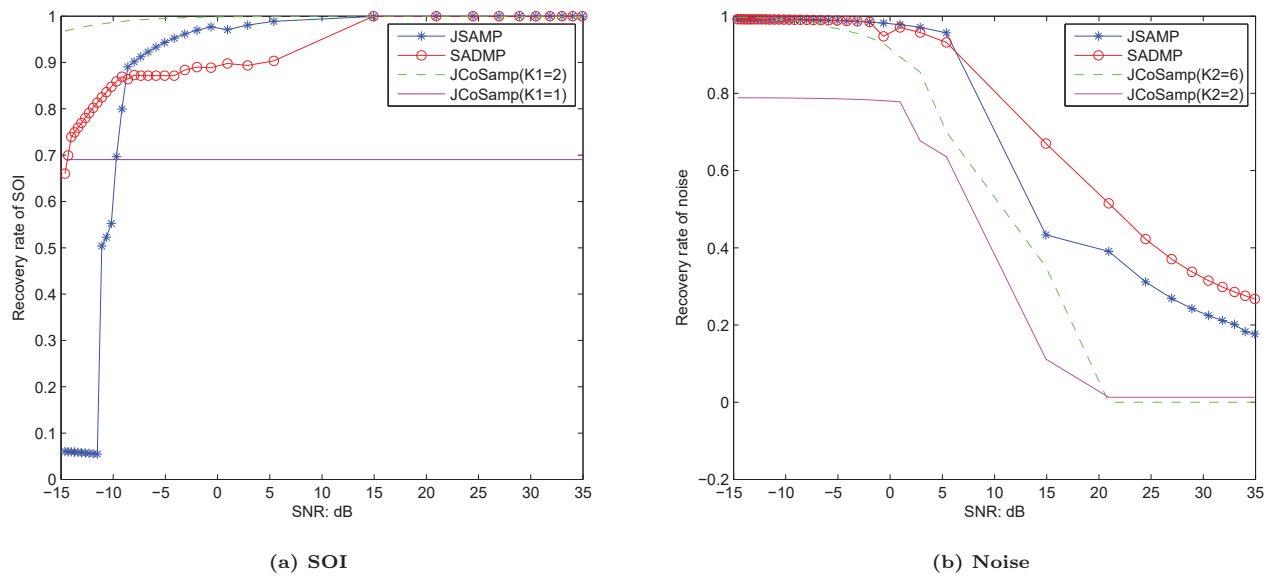 1
0.9
0.8
0.7
0.6
0.5
0.4
0.3
0.2
0.1
0
Recovery rate of SOI
−15 −10 −5 0 5 10 15 20 25 30 35
SNR: dB
JSAMP
SADMP
JCoSamp(K1=2)
JCoSamp(K1=1)
(a) SOI
1
0.8
0.6
0.4
0.2
0
−0.2
Recovery rate of noise
−15 −10 −5 0 5 10 15 20 25 30 35
SNR: dB
JSAMP
SADMP
JCoSamp(K2=6)
JCoSamp(K2=2)
(b) Noise